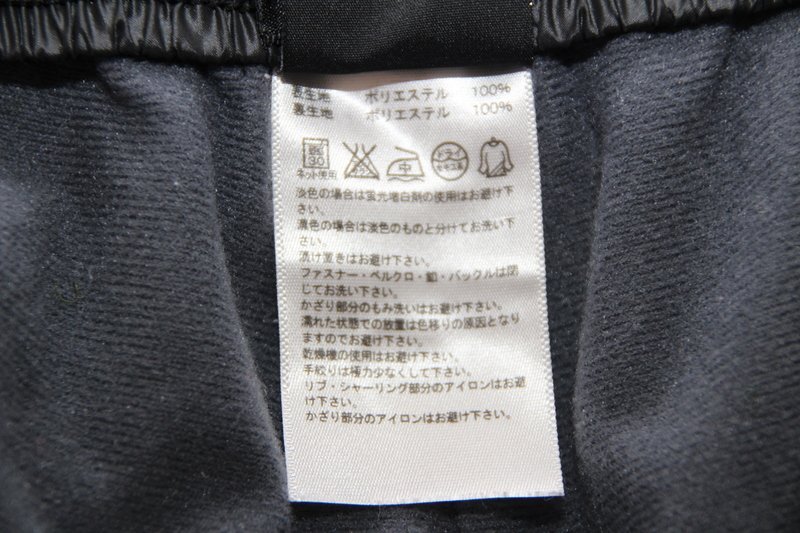 表生地 ポリエステル 100%
裏生地 ポリエステル 100%
30 中 ドライ
ネット使用
淡色の場合は蛍光増白剤の使用はお避け下
さい。
濃色の場合は淡色のものと分けてお洗い下
さい。
漬け置きはお避け下さい。
ファスナー・ベルクロ・釦・バックルは閉
じてお洗い下さい。
かざり部分のもみ洗いはお避け下さい。
濡れた状態での放置は色移りの原因となり
ますのでお避け下さい。
乾燥機の使用はお避け下さい。
手絞りは極力少なくして下さい。
リブ・シャーリング部分のアイロンはお避
け下さい。
かざり部分のアイロンはお避け下さい。